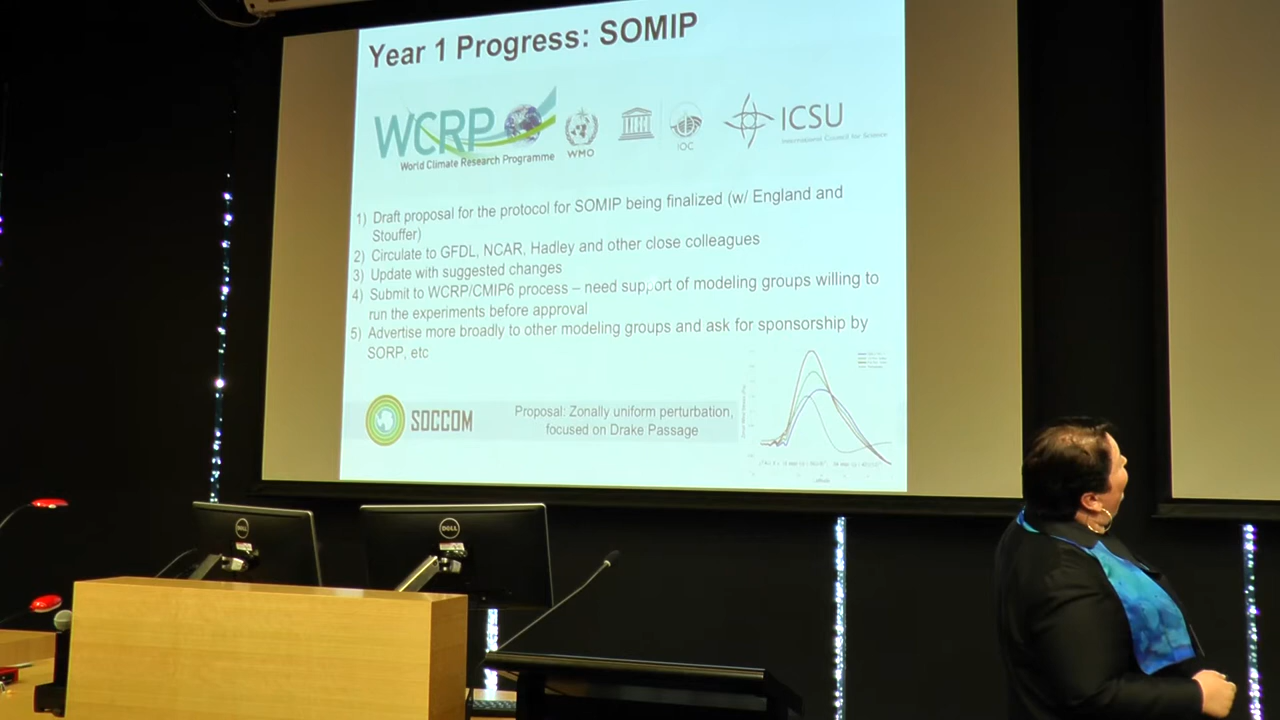 Year 1 Progress: SOMIP
WCRP
World Climate Research Programme
WMO
IOC
ICSU
International Council for Science
1) Draft proposal for the protocol for SOMIP being finalized (w/ England and
Stouffer)
2) Circulate to GFDL, NCAR, Hadley and other close colleagues
3) Update with suggested changes
4) Submit to WCRP/CMIP6 process – need support of modeling groups willing to
run the experiments before approval
5) Advertise more broadly to other modeling groups and ask for sponsorship by
SORP, etc
SOCCOM
Proposal: Zonally uniform perturbation,
focused on Drake Passage
DELL
DELL